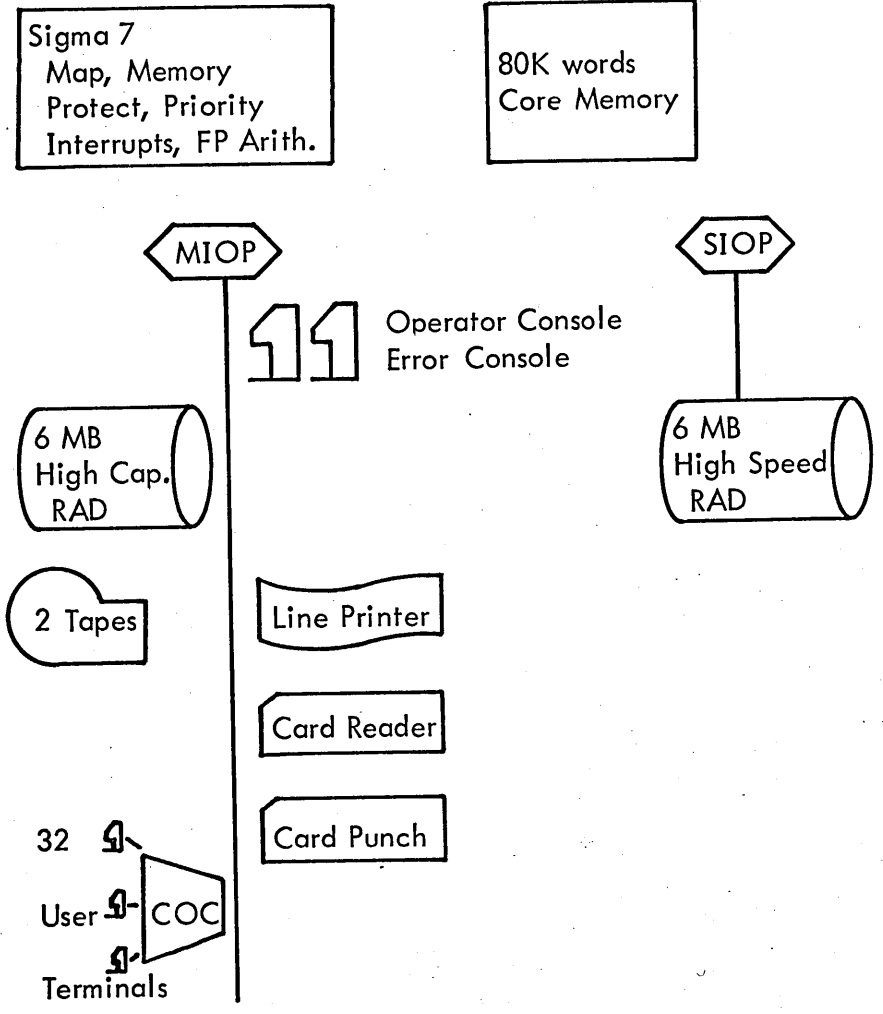 Sigma 7
Map, Memory
Protect, Priority
Interrupts, FP Arith.
80K words
Core Memory
MIOP
SIOP
Operator Console
Error Console
6 MB
High Cap.
RAD
6 MB
High Speed
RAD
2 Tapes
Line Printer
Card Reader
Card Punch
32
User
Terminals
COC